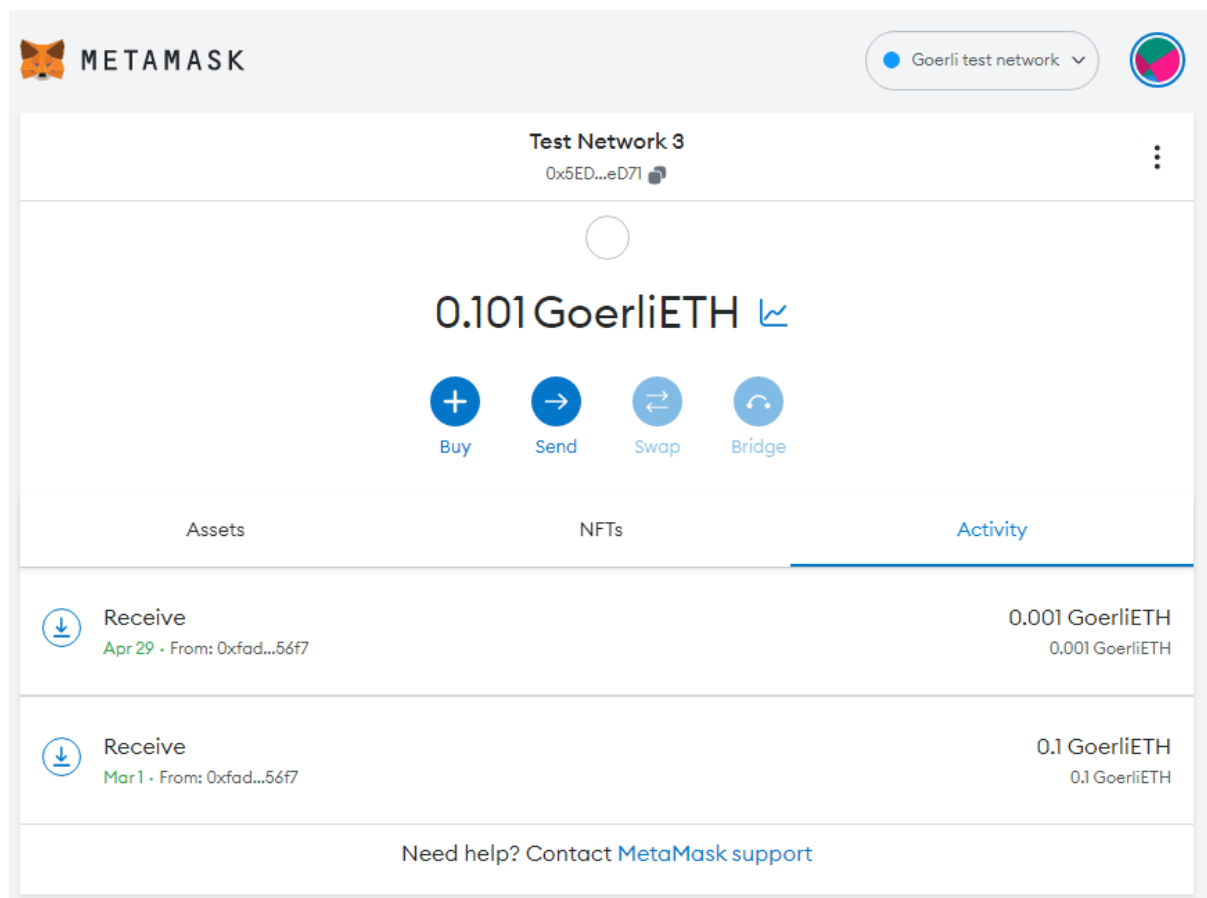 METAMASK
Goerli test network
Test Network 3
0x5ED...eD71
0.101 GoerliETH
Buy
Send
Swap
Bridge
Assets
NFTs
Activity
Receive
0.001 GoerliETH
Apr 29 · From: 0xfad...56f7
0.001 GoerliETH
Receive
0.1 GoerliETH
Mar 1 · From: 0xfad...56f7
0.1 GoerliETH
Need help? Contact MetaMask support